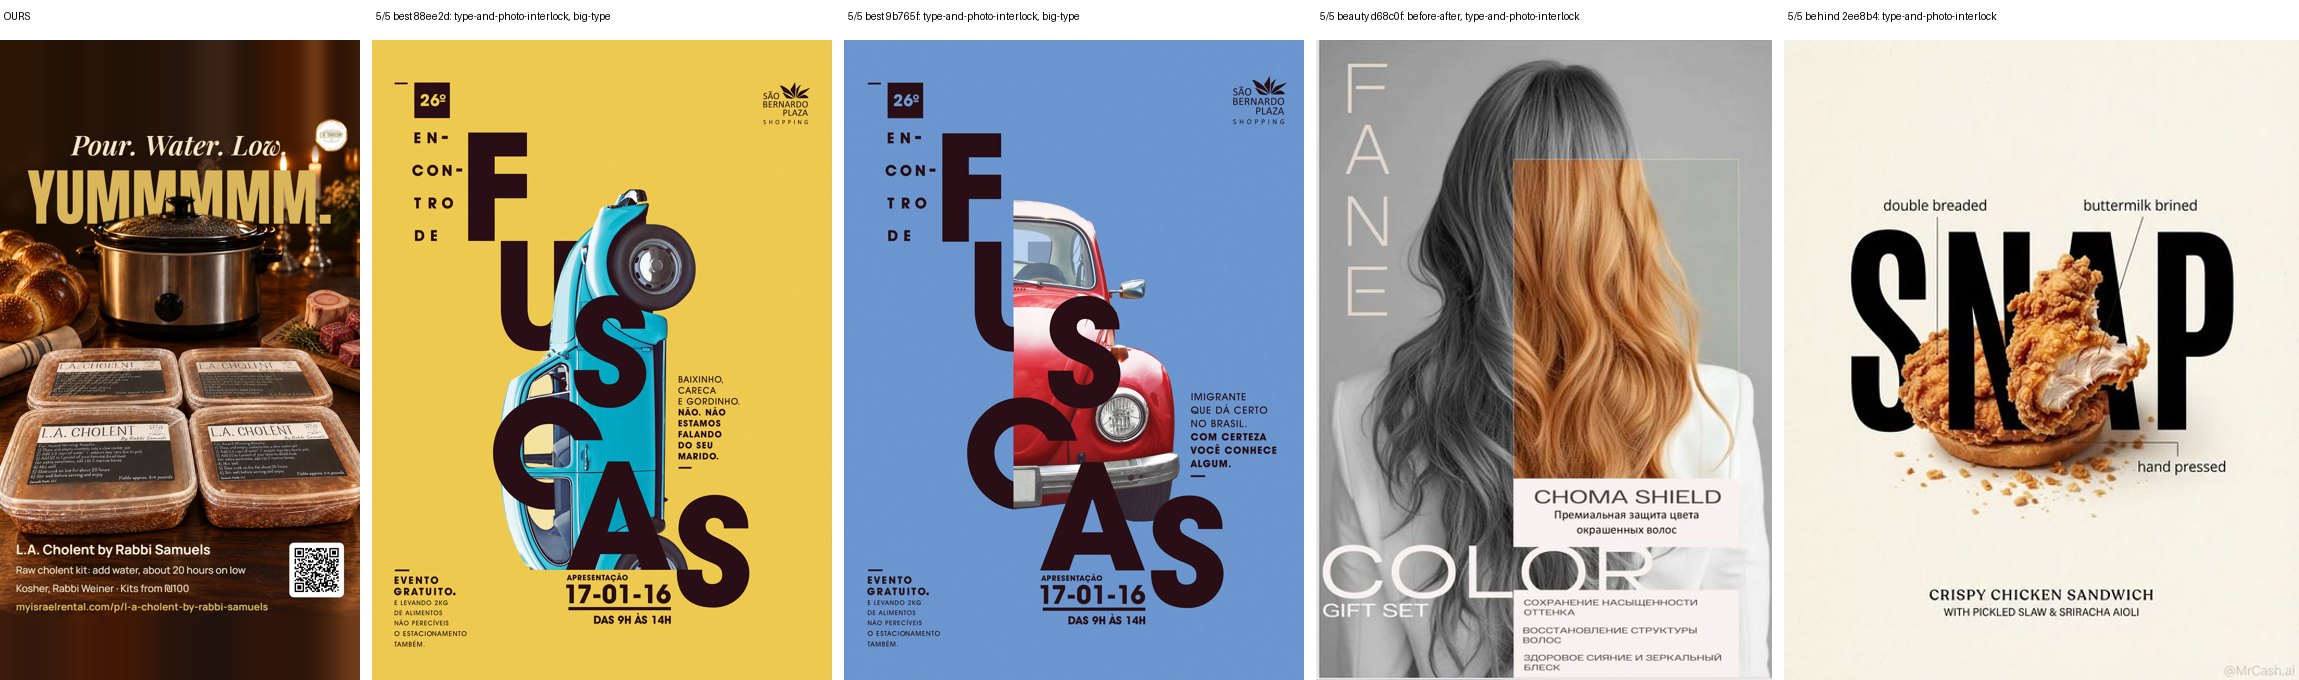 OURS
5/5 best 88ee2d: type-and-photo-interlock, big-type
5/5 best 9b765f: type-and-photo-interlock, big-type
5/5 beauty d68c0f: before-after, type-and-photo-interlock
5/5 behind 2ee8b4: type-and-photo-interlock
Pour. Water. Low.
YUMMMMM.
L.A. CHOLENT
L.A. CHOLENT
L.A. CHOLENT
By Rabbi Samuels
L.A. CHOLENT
By Rabbi Samuels
L.A. Cholent by Rabbi Samuels
Raw cholent kit: add water, about 20 hours on low
Kosher, Rabbi Weiner · Kits from ₪100
myisraelrental.com/p/l-a-cholent-by-rabbi-samuels
26º
EN-
CON-
TRO
DE
FUSCAS
SÃO
BERNARDO
PLAZA
SHOPPING
BAIXINHO,
CARECA
E GORDINHO.
NÃO. NÃO
ESTAMOS
FALANDO
DO SEU
MARIDO.
EVENTO
GRATUITO.
E LEVANDO 2KG
DE ALIMENTOS
NÃO PERECÍVEIS
O ESTACIONAMENTO
TAMBÉM.
APRESENTAÇÃO
17-01-16
DAS 9H ÀS 14H
26º
EN-
CON-
TRO
DE
FUSCAS
SÃO
BERNARDO
PLAZA
SHOPPING
IMIGRANTE
QUE DÁ CERTO
NO BRASIL.
COM CERTEZA
VOCÊ CONHECE
ALGUM.
EVENTO
GRATUITO.
E LEVANDO 2KG
DE ALIMENTOS
NÃO PERECÍVEIS
O ESTACIONAMENTO
TAMBÉM.
APRESENTAÇÃO
17-01-16
DAS 9H ÀS 14H
FANE
CHOMA SHIELD
Премиальная защита цвета
окрашенных волос
COLOR
GIFT SET
СОХРАНЕНИЕ НАСЫЩЕННОСТИ
ОТТЕНКА
ВОССТАНОВЛЕНИЕ СТРУКТУРЫ
ВОЛОС
ЗДОРОВОЕ СИЯНИЕ И ЗЕРКАЛЬНЫЙ
БЛЕСК
double breaded
buttermilk brined
SNAP
hand pressed
CRISPY CHICKEN SANDWICH
WITH PICKLED SLAW & SRIRACHA AIOLI
@MrCash.ai